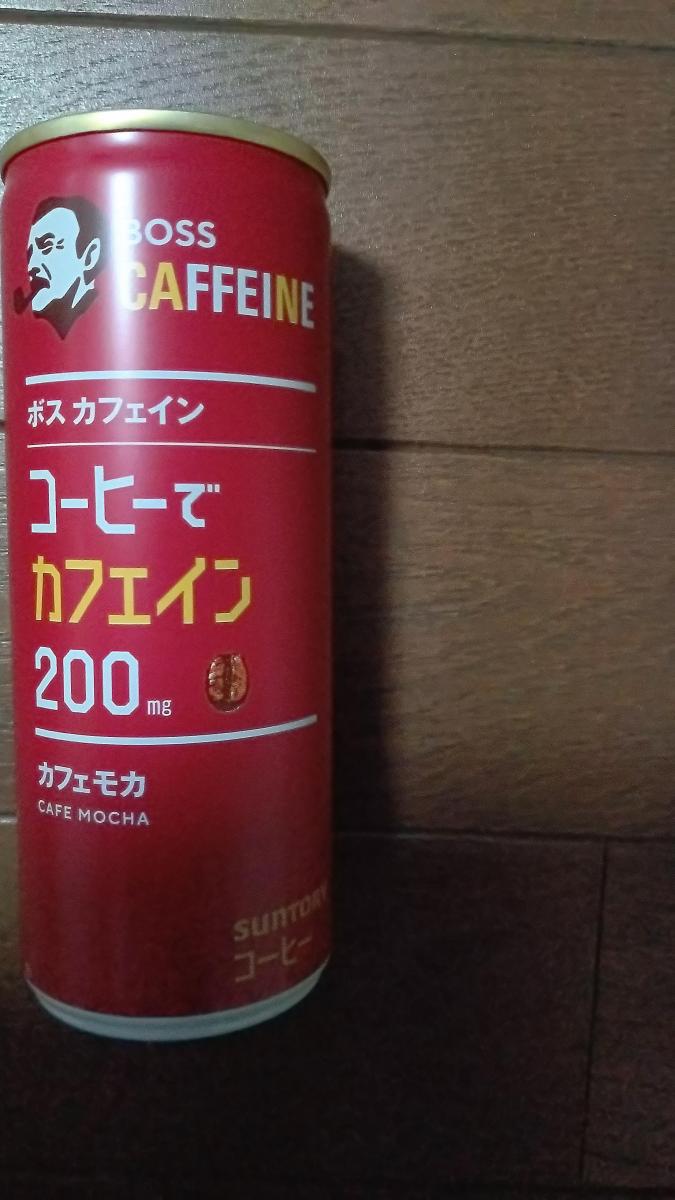 BOSS
CAFFEINE
ボス カフェイン
コーヒーで
カフェイン
200mg
カフェモカ
CAFE MOCHA
SUNTORY
コーヒー